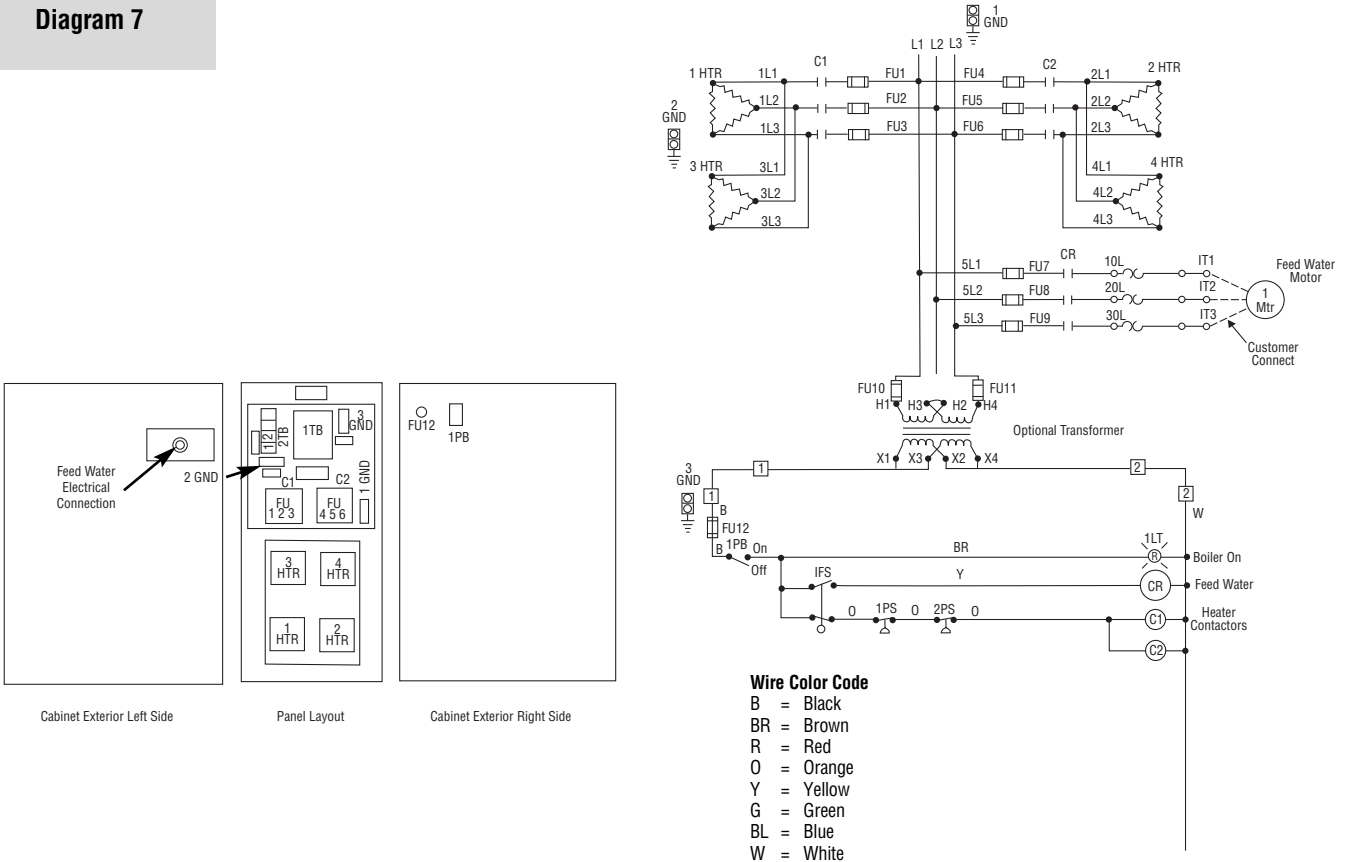 Diagram 7
1
GND
L1 L2 L3
C1
C2
1 HTR
1L1
FU1
FU4
2L1
2 HTR
2
GND
1L2
FU2
FU5
2L2
1L3
FU3
FU6
2L3
3 HTR
3L1
4L1
4 HTR
3L2
4L2
3L3
4L3
CR
5L1
FU7
10L
IT1
Feed Water
Motor
5L2
FU8
20L
IT2
1
Mtr
5L3
FU9
30L
IT3
Customer
Connect
FU10
FU11
H1
H3
H2
H4
Optional Transformer
X1
X3
X2
X4
3
GND
1
2
1
2
B
W
FU12
B
1PB
On
Off
BR
1LT
R
Boiler On
IFS
Y
CR
Feed Water
O
1PS
O
2PS
O
C1
Heater
Contactors
C2
Feed Water
Electrical
Connection
2 GND
1 2
2TB
1TB
3
GND
C1
C2
1 GND
FU
1 2 3
FU
4 5 6
3
HTR
4
HTR
1
HTR
2
HTR
FU12
1PB
Cabinet Exterior Left Side
Panel Layout
Cabinet Exterior Right Side
Wire Color Code
B = Black
BR = Brown
R = Red
O = Orange
Y = Yellow
G = Green
BL = Blue
W = White